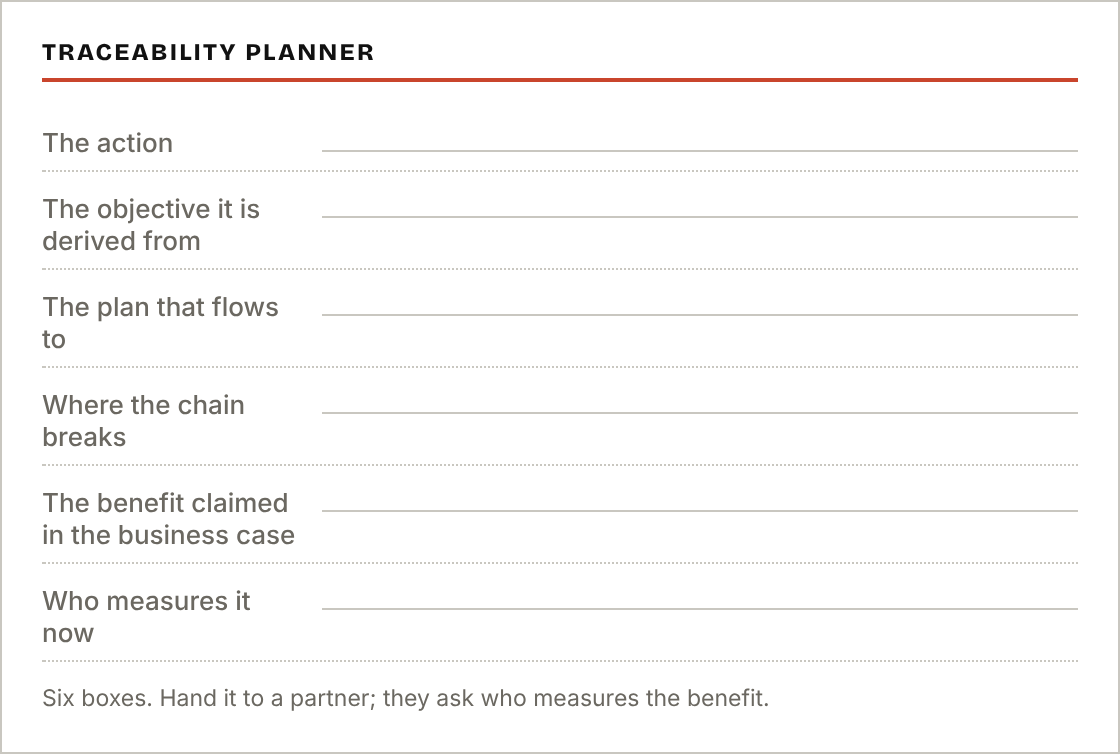 TRACEABILITY PLANNER
The action
The objective it is
derived from
The plan that flows
to
Where the chain
breaks
The benefit claimed
in the business case
Who measures it
now
Six boxes. Hand it to a partner; they ask who measures the benefit.